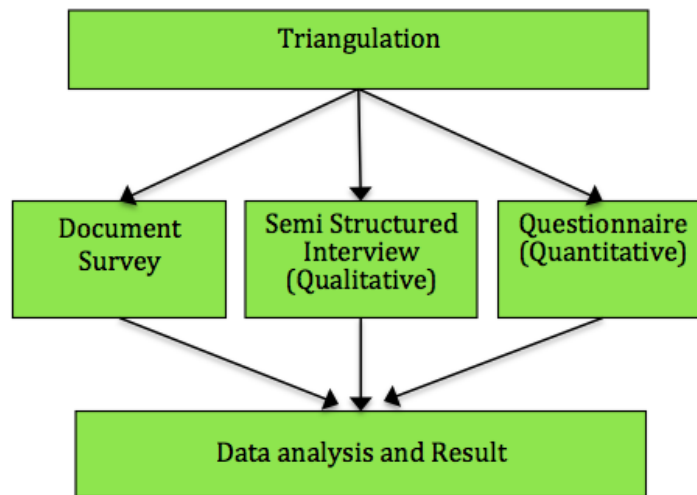 Triangulation
Document
Survey
Semi Structured
Interview
(Qualitative)
Questionnaire
(Quantitative)
Data analysis and Result